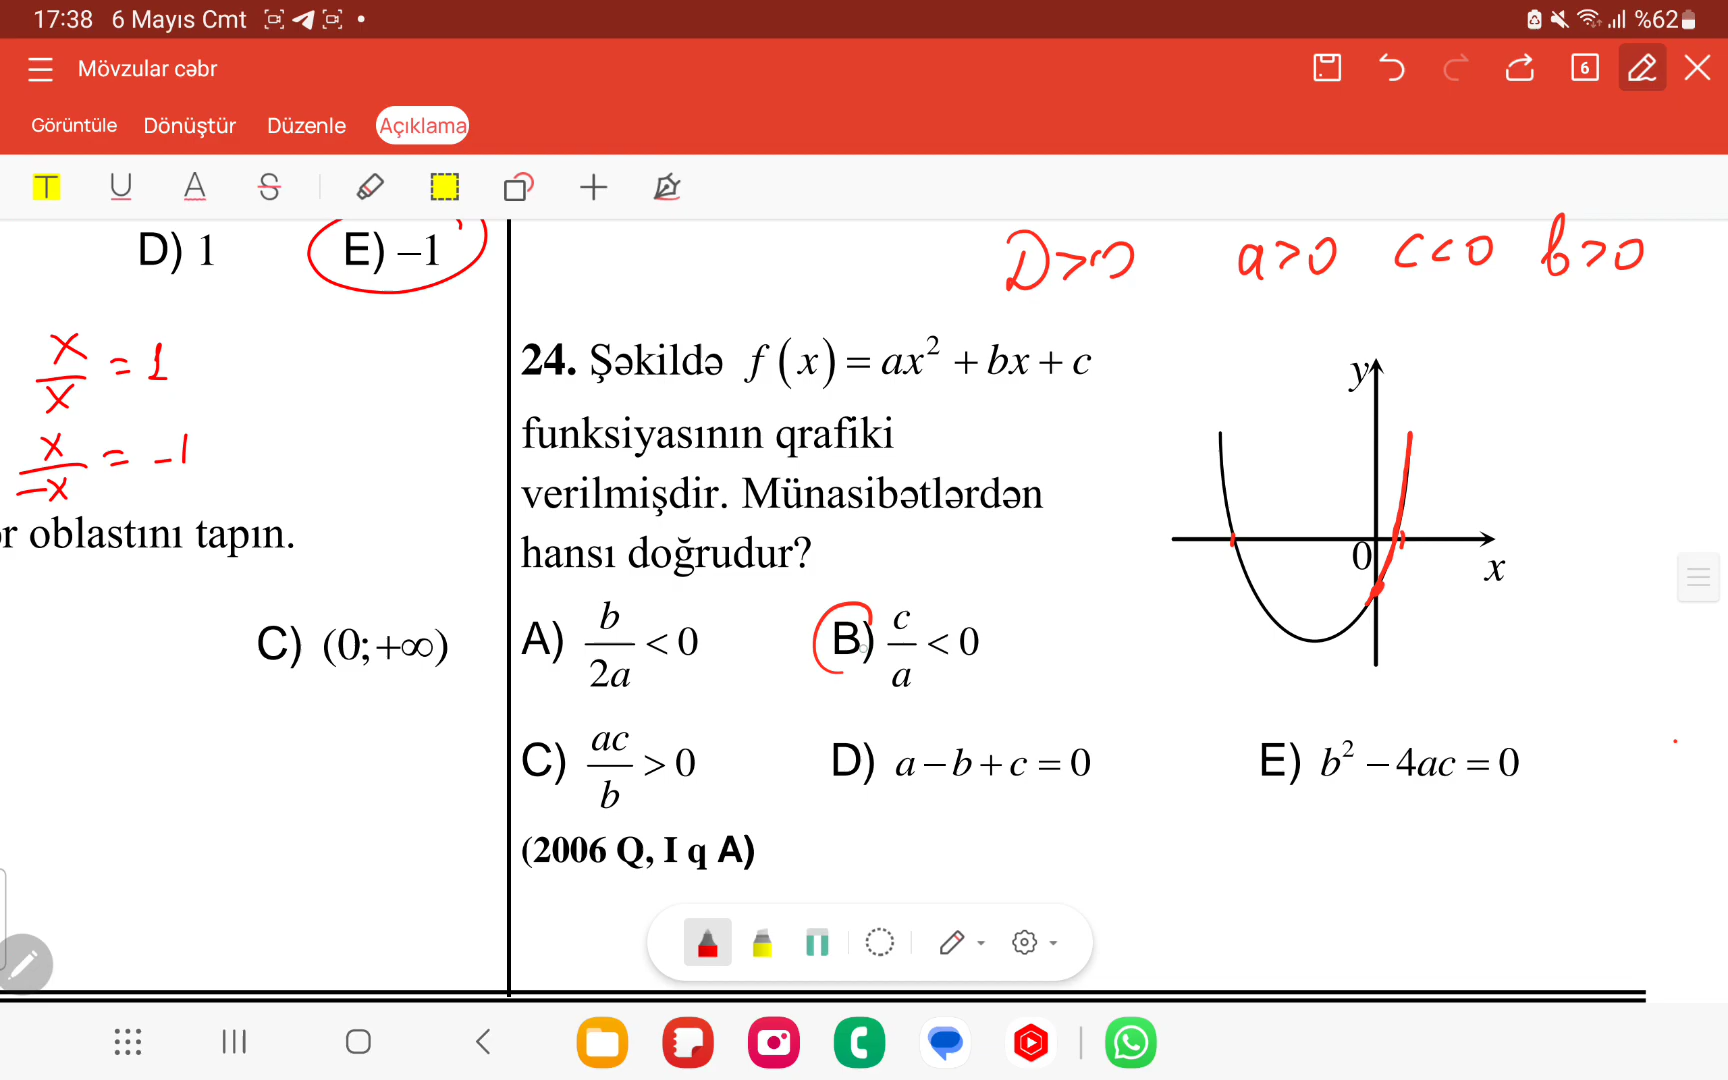 17:38 6 Mayıs Cmt
%62
Mövzular cəbr
6
Görüntüle Dönüştür Düzenle Açıklama
T U A S
D) 1 E) –1
x/x = 1
x/–x = –1
r oblastını tapın.
C) (0;+∞)
D>0 a>0 c<0 b>0
24. Şəkildə f(x) = ax² + bx + c
funksiyasının qrafiki
verilmişdir. Münasibətlərdən
hansı doğrudur?
y
0
x
A) b/2a < 0 B) c/a < 0
C) ac/b > 0 D) a – b + c = 0 E) b² – 4ac = 0
(2006 Q, I q A)